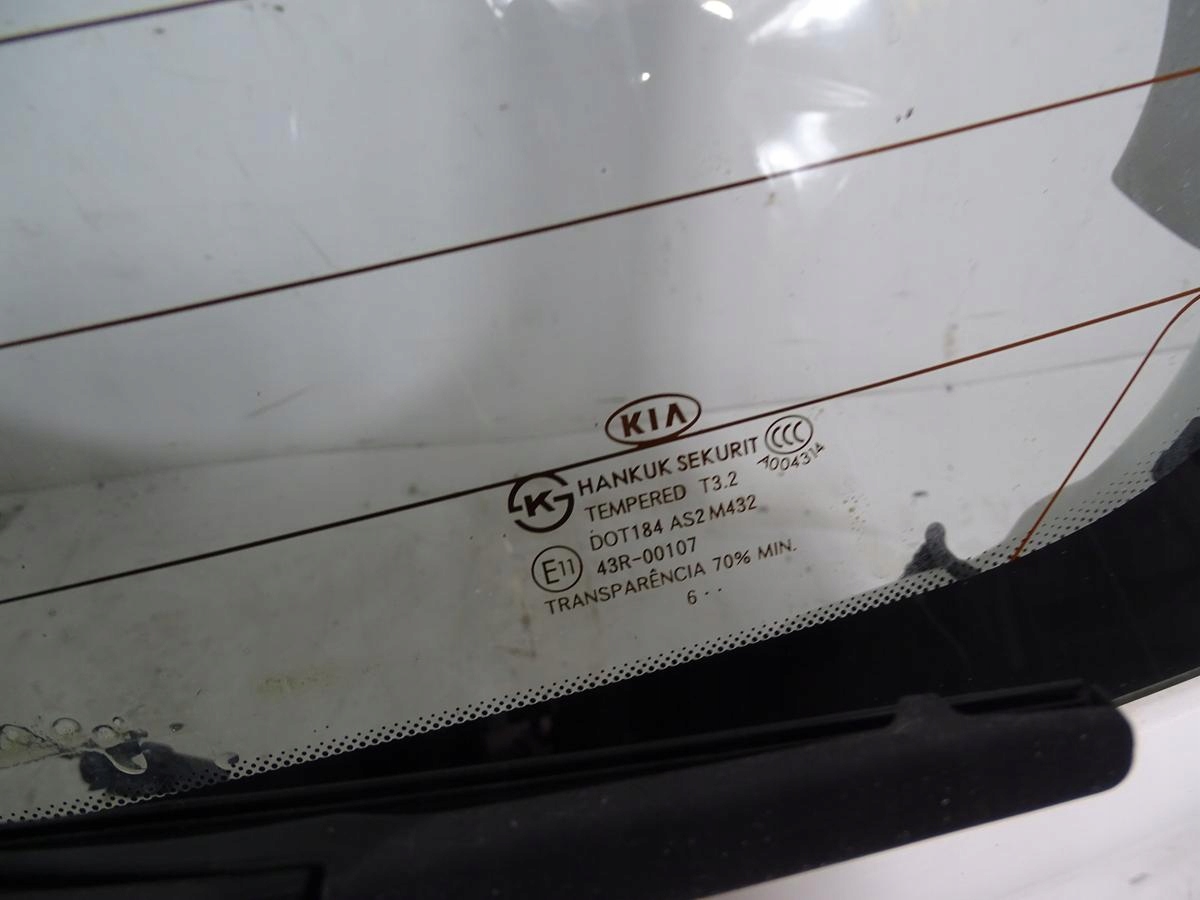 KIA
HANKUK SEKURIT CCC
K TEMPERED T3.2 A004314
DOT184 AS2 M432
E11 43R-00107
TRANSPARÊNCIA 70% MIN.
6 . .